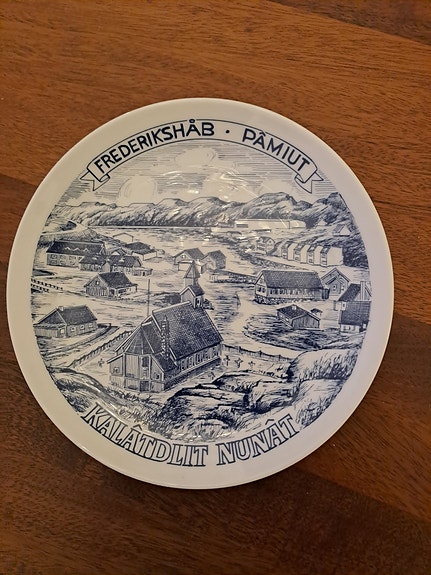 FREDERIKSHÅB · PÂMIUT
KALÂTDLIT NUNÂT